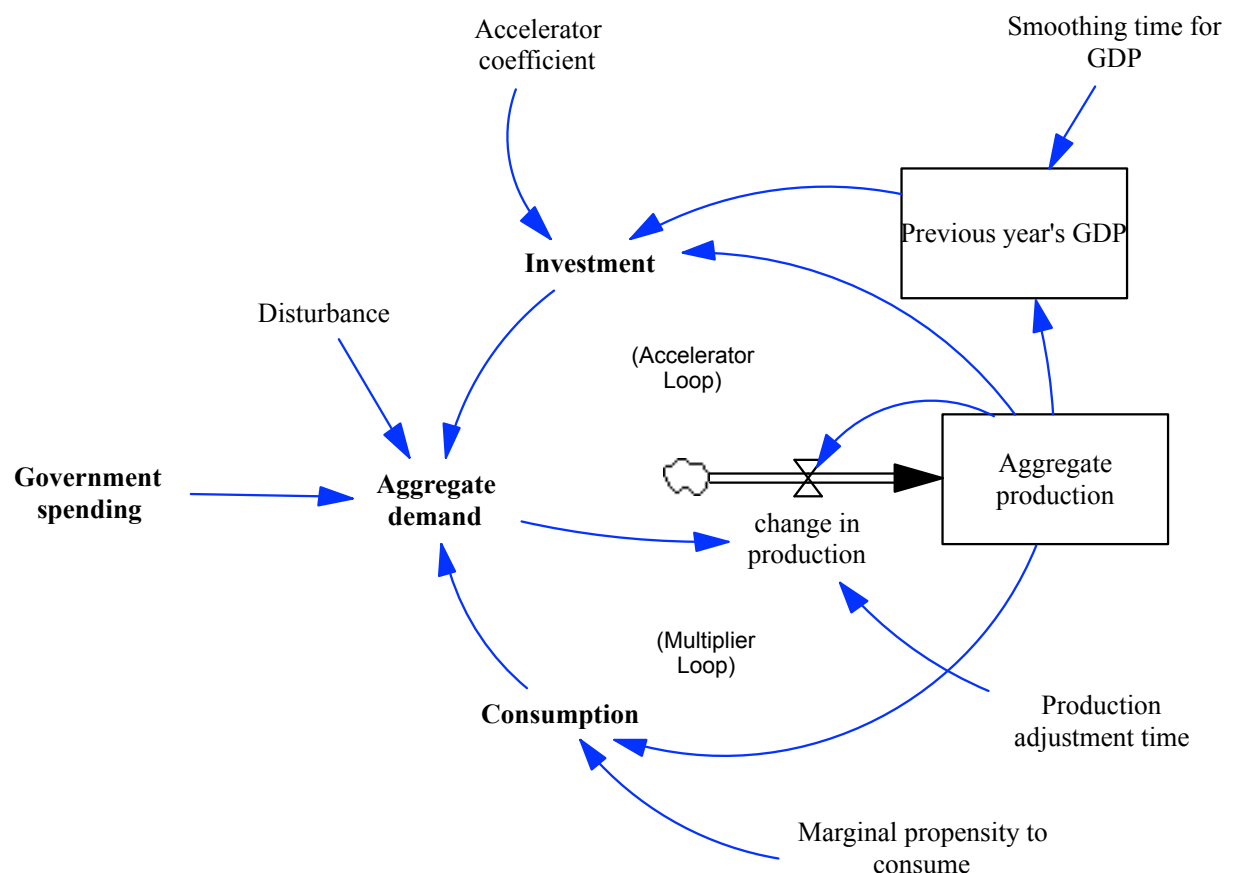 Accelerator
coefficient
Smoothing time for
GDP
Previous year's GDP
Investment
Disturbance
(Accelerator
Loop)
Government
spending
Aggregate
demand
Aggregate
production
change in
production
(Multiplier
Loop)
Consumption
Production
adjustment time
Marginal propensity to
consume